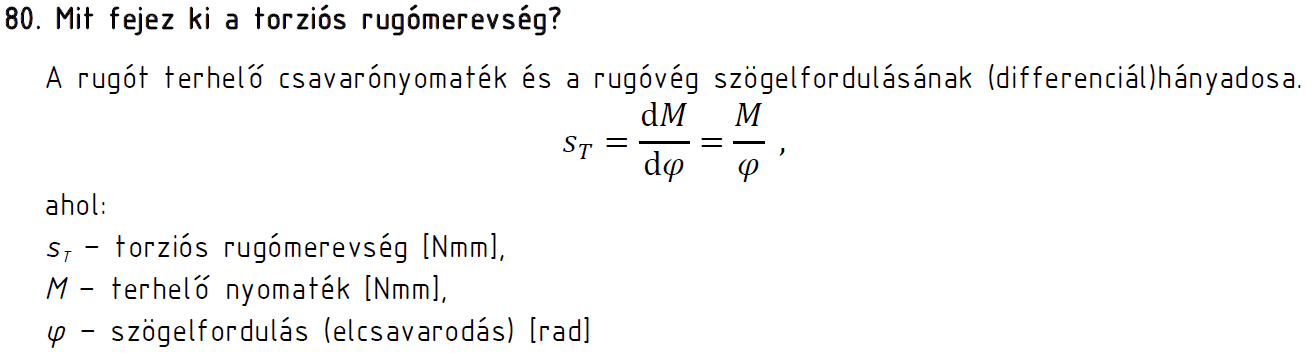 80. Mit fejez ki a torziós rugómerevség?
A rugót terhelő csavarónyomaték és a rugóvég szögelfordulásának (differenciál)hányadosa.
s_T = dM/dφ = M/φ ,
ahol:
s_T – torziós rugómerevség [Nmm],
M – terhelő nyomaték [Nmm],
φ – szögelfordulás (elcsavarodás) [rad]